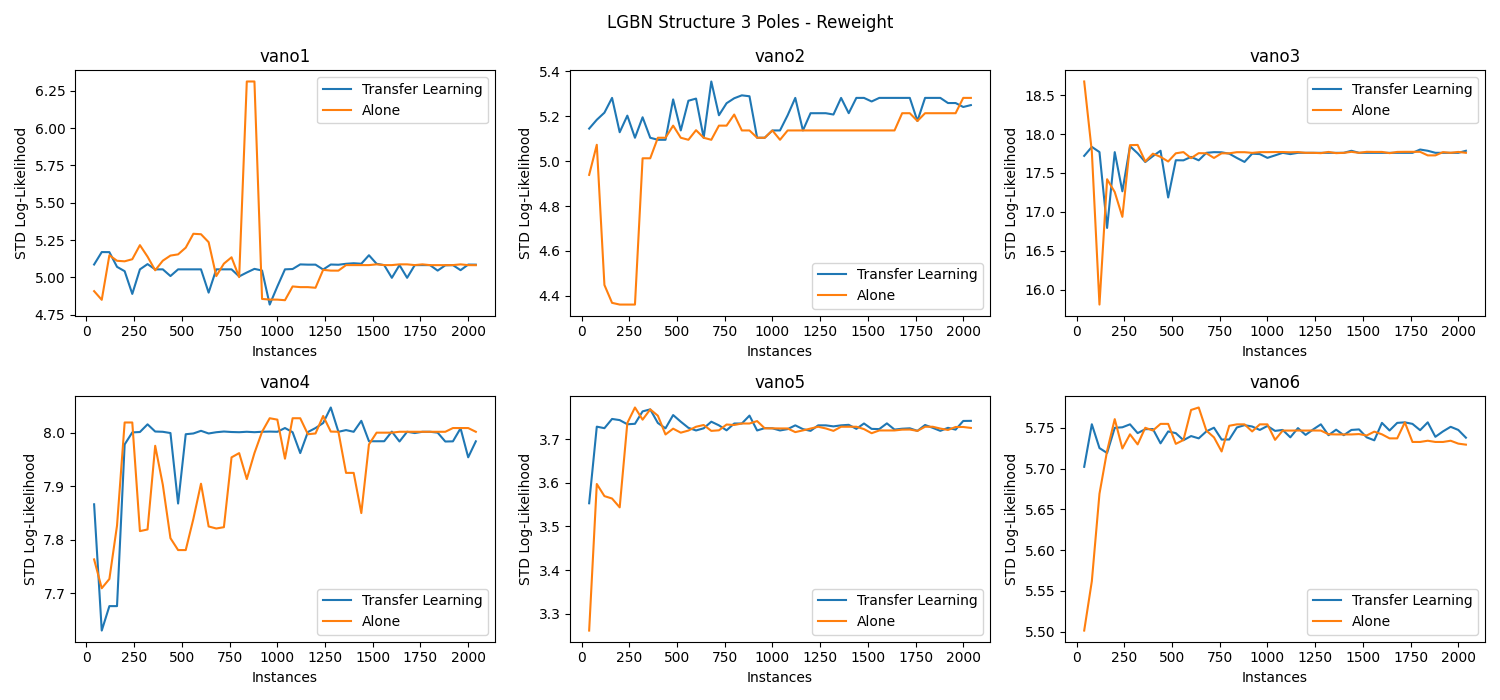 LGBN Structure 3 Poles - Reweight
vano1
STD Log-Likelihood
6.25
6.00
5.75
5.50
5.25
5.00
4.75
Transfer Learning
Alone
0 250 500 750 1000 1250 1500 1750 2000
Instances
vano2
STD Log-Likelihood
5.4
5.2
5.0
4.8
4.6
4.4
Transfer Learning
Alone
0 250 500 750 1000 1250 1500 1750 2000
Instances
vano3
STD Log-Likelihood
18.5
18.0
17.5
17.0
16.5
16.0
Transfer Learning
Alone
0 250 500 750 1000 1250 1500 1750 2000
Instances
vano4
STD Log-Likelihood
8.0
7.9
7.8
7.7
Transfer Learning
Alone
0 250 500 750 1000 1250 1500 1750 2000
Instances
vano5
STD Log-Likelihood
3.7
3.6
3.5
3.4
3.3
Transfer Learning
Alone
0 250 500 750 1000 1250 1500 1750 2000
Instances
vano6
STD Log-Likelihood
5.75
5.70
5.65
5.60
5.55
5.50
Transfer Learning
Alone
0 250 500 750 1000 1250 1500 1750 2000
Instances